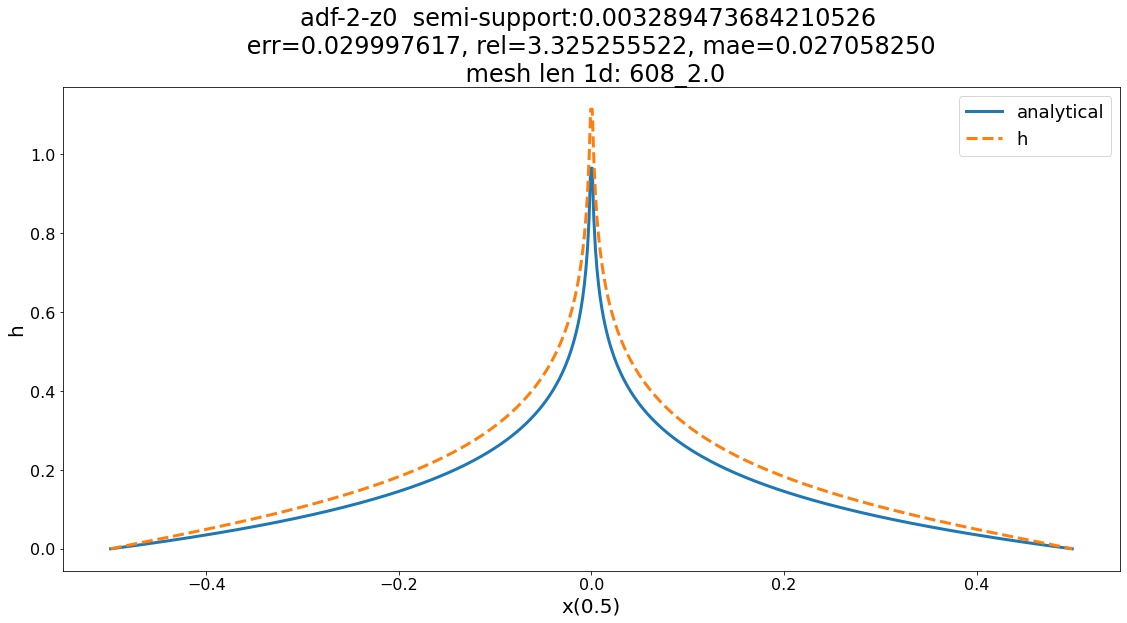 adf-2-z0  semi-support:0.003289473684210526
err=0.029997617, rel=3.325255522, mae=0.027058250
mesh len 1d: 608_2.0
analytical
h
1.0
0.8
0.6
0.4
0.2
0.0
h
−0.4
−0.2
0.0
0.2
0.4
x(0.5)